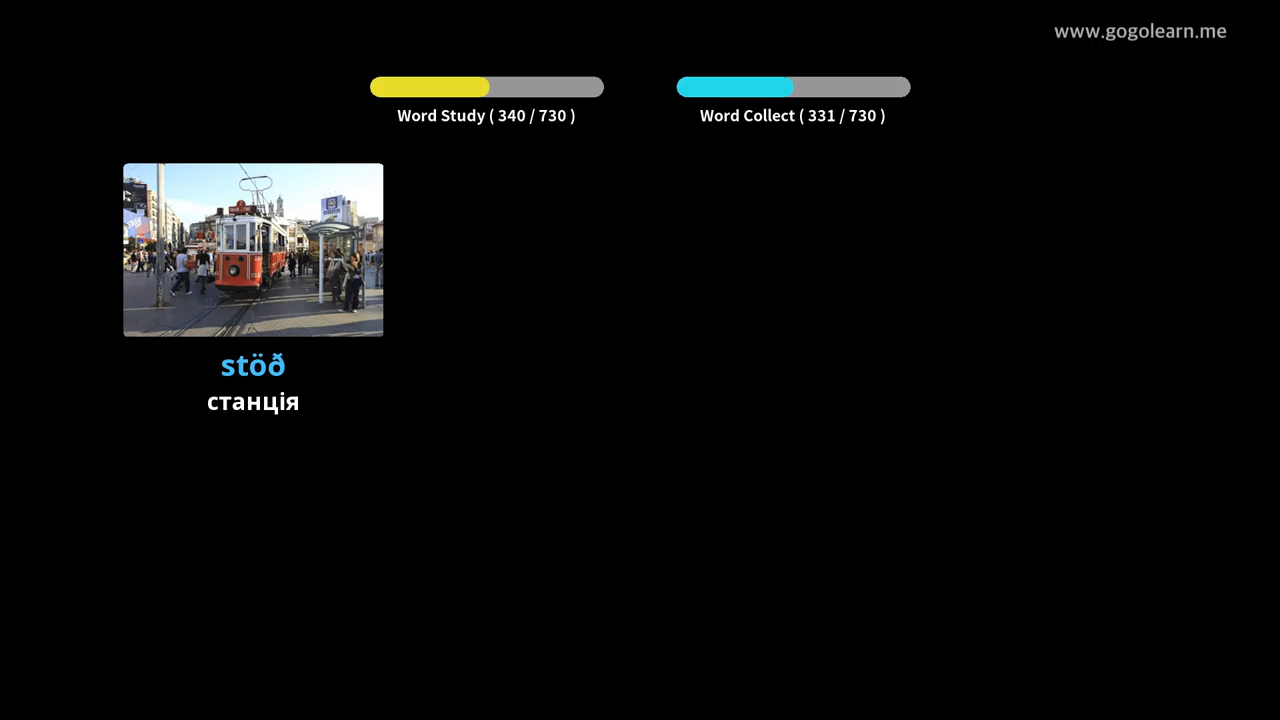 www.gogolearn.me
Word Study ( 340 / 730 )
Word Collect ( 331 / 730 )
stöð
станція